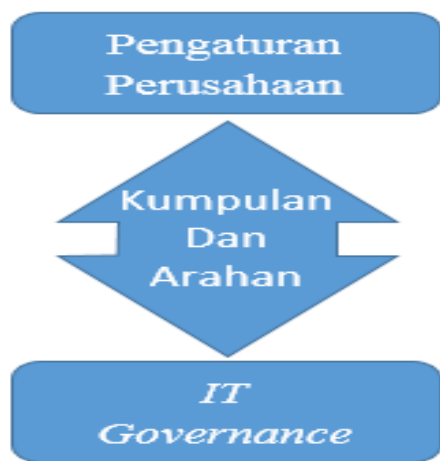 Pengaturan
Perusahaan
Kumpulan
Dan
Arahan
IT
Governance